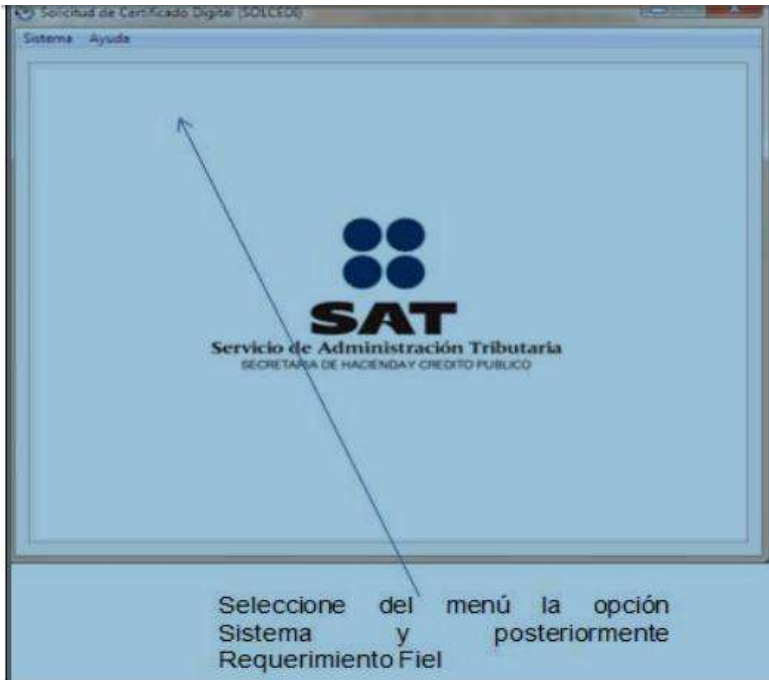 Solicitud de Certificado Digital (SOLCEDI)
Sistema Ayuda
SAT
Servicio de Administración Tributaria
SECRETARIA DE HACIENDA Y CREDITO PUBLICO
Seleccione del menú la opción
Sistema y posteriormente
Requerimiento Fiel